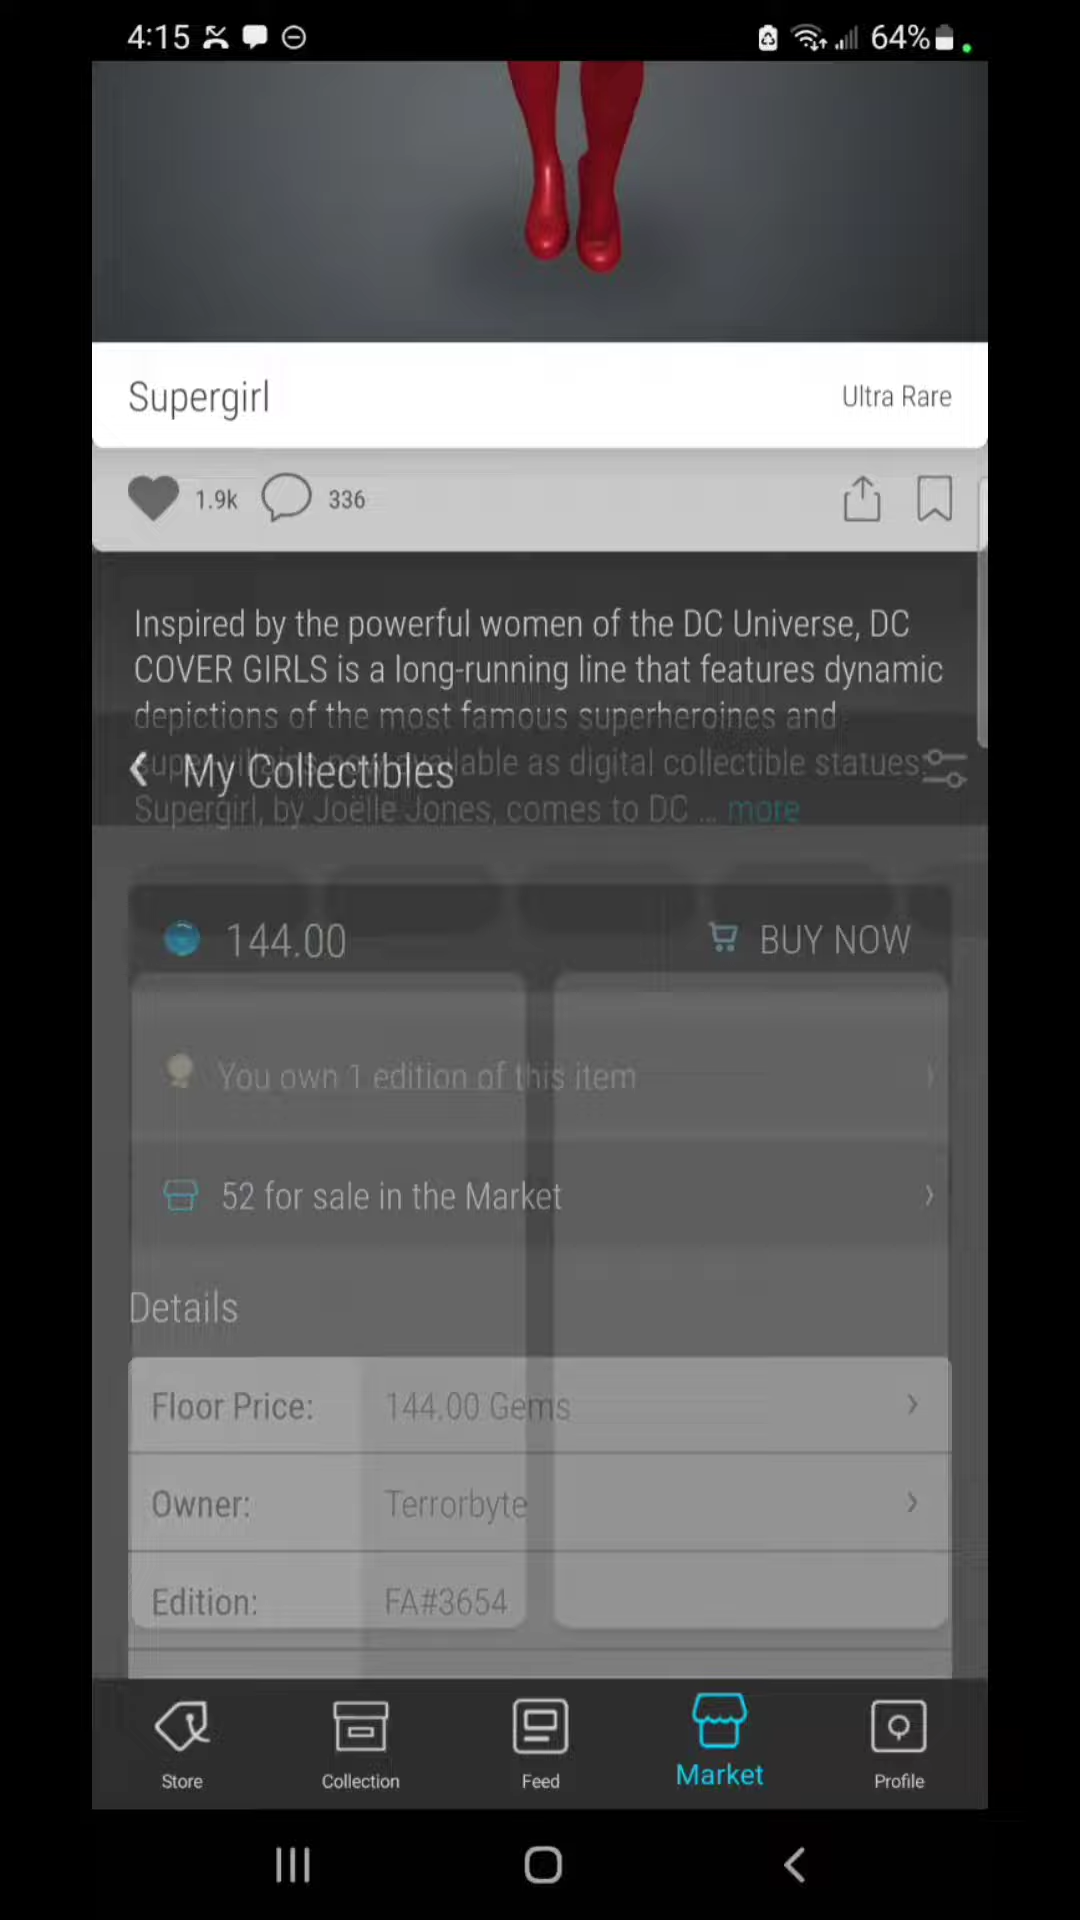 4:15
64%
Supergirl
Ultra Rare
1.9k
336
Inspired by the powerful women of the DC Universe, DC
COVER GIRLS is a long-running line that features dynamic
depictions of the most famous superheroines and
supervillains now available as digital collectible statues.
My Collectibles
Supergirl, by Joëlle Jones, comes to DC ... more
144.00
BUY NOW
You own 1 edition of this item
52 for sale in the Market
Details
Floor Price:
144.00 Gems
Owner:
Terrorbyte
Edition:
FA#3654
Store
Collection
Feed
Market
Profile